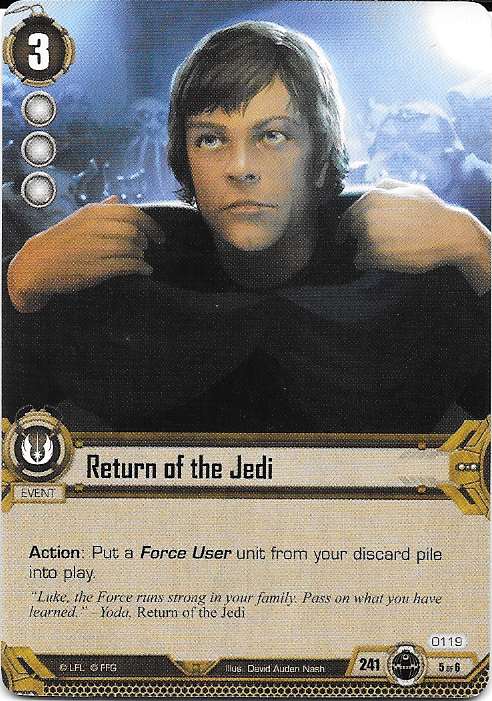 3
Return of the Jedi
EVENT
Action: Put a Force User unit from your discard pile
into play.
"Luke, the Force runs strong in your family. Pass on what you have
learned." –Yoda, Return of the Jedi
0119
© LFL © FFG
Illus. David Auden Nash
241
5 OF 6